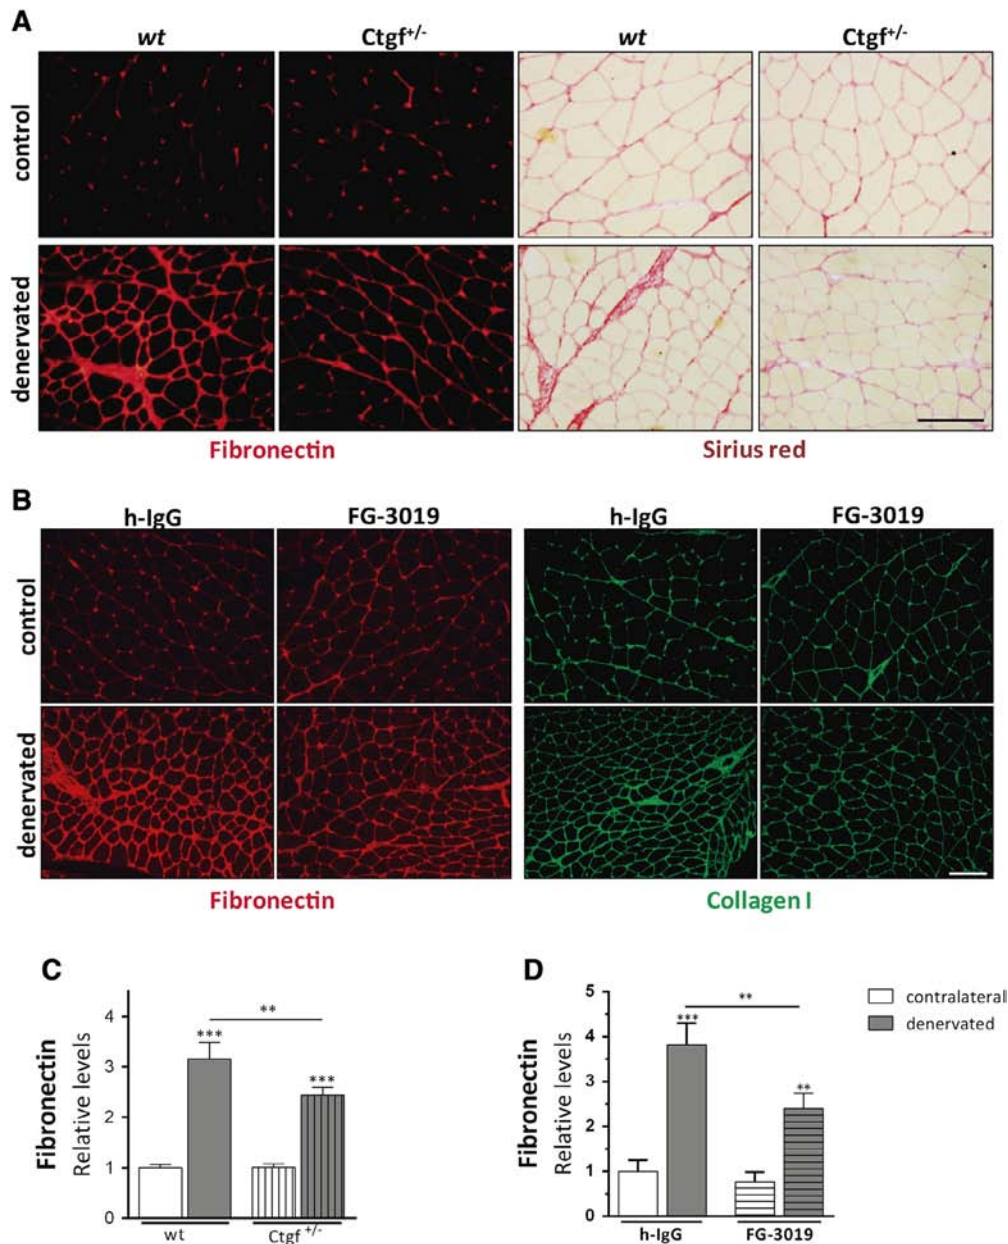 A
wt Ctgf+/- wt Ctgf+/-
control
denervated
Fibronectin Sirius red
B
h-IgG FG-3019 h-IgG FG-3019
control
denervated
Fibronectin Collagen I
C
Fibronectin
Relative levels
4
3
2
1
0
***
**
***
wt Ctgf +/-
D
Fibronectin
Relative levels
5
4
3
2
1
0
***
**
**
h-IgG FG-3019
contralateral
denervated